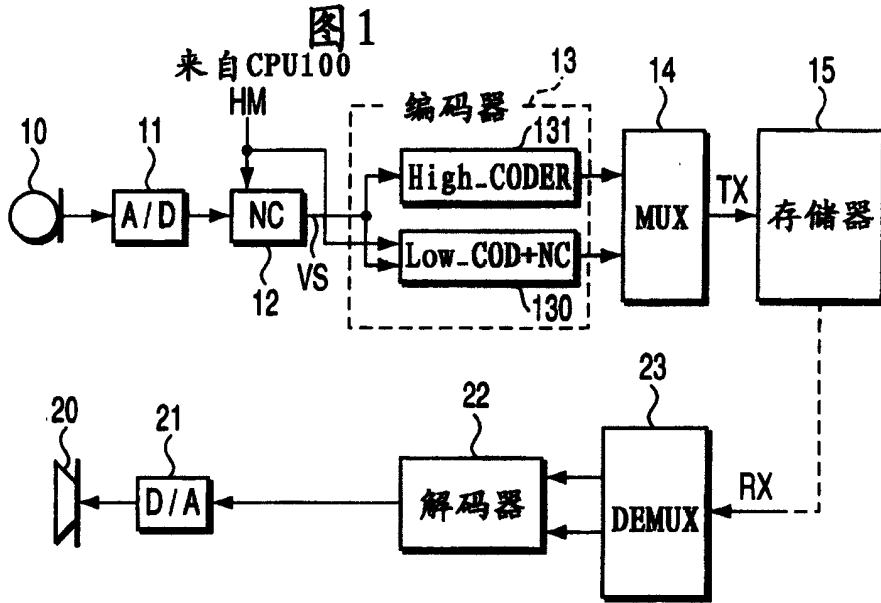 图1
来自CPU100
HM
10
11
A/D
NC
12
VS
编码器
13
131
High_CODER
Low_COD+NC
130
14
MUX
TX
15
存储器
20
21
D/A
22
解码器
23
DEMUX
RX